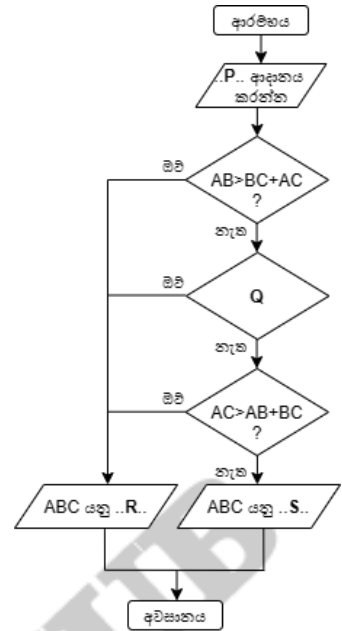 ආරම්භය
..P.. ආදානය
කරන්න
ඔව්
AB>BC+AC
?
නැත
ඔව්
Q
නැත
ඔව්
AC>AB+BC
?
නැත
ABC යනු ..R..
ABC යනු ..S..
අවසානය